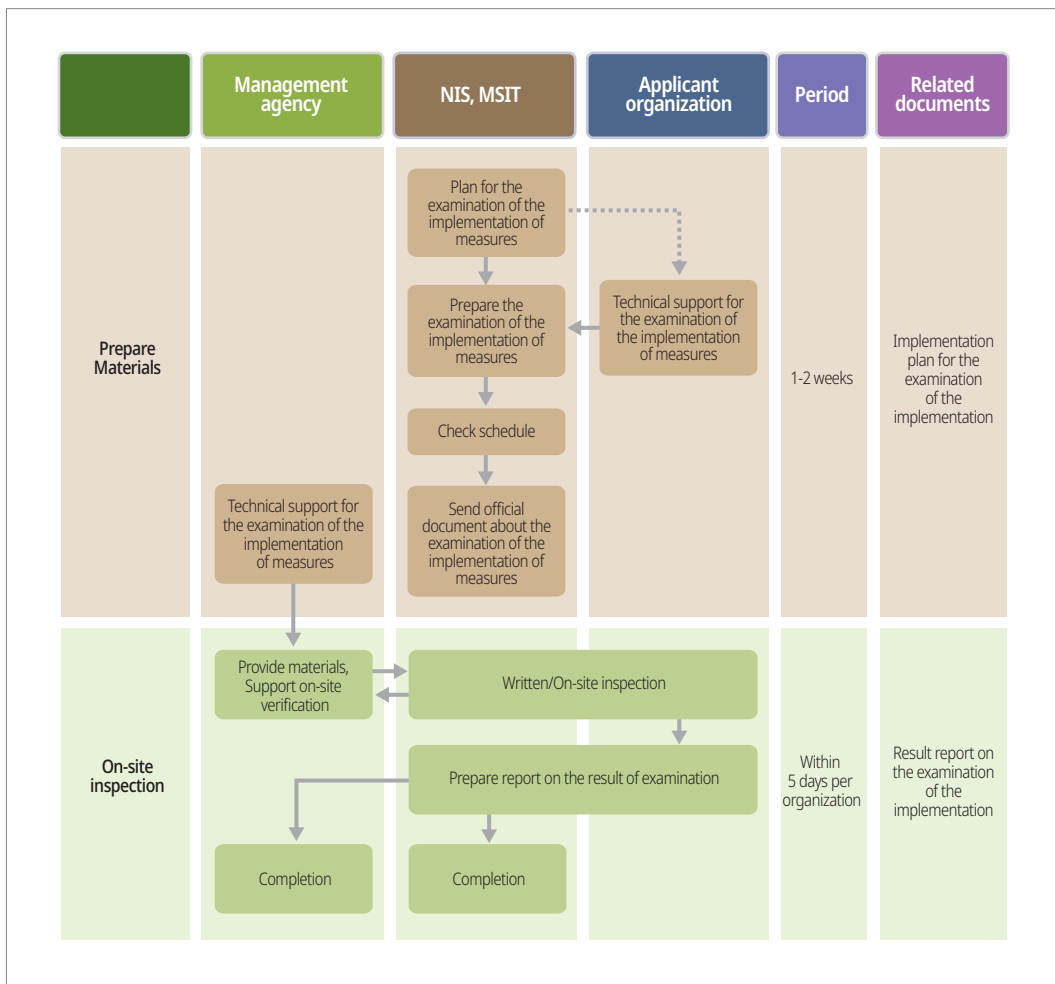 Management
agency
NIS, MSIT
Applicant
organization
Period
Related
documents
Prepare
Materials
Plan for the
examination of the
implementation of
measures
Prepare the
examination of the
implementation of
measures
Technical support for
the examination of
the implementation
of measures
Check schedule
Technical support for
the examination of the
implementation
of measures
Send official
document about the
examination of the
implementation of
measures
1-2 weeks
Implementation
plan for the
examination
of the
implementation
On-site
inspection
Provide materials,
Support on-site
verification
Written/On-site inspection
Prepare report on the result of examination
Completion
Completion
Within
5 days per
organization
Result report on
the examination
of the
implementation